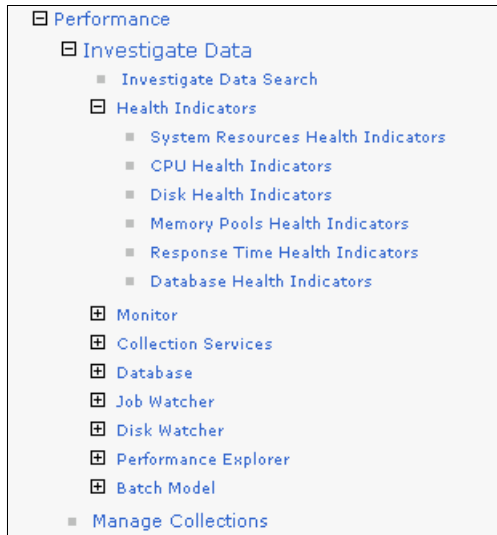 Performance
Investigate Data
Investigate Data Search
Health Indicators
System Resources Health Indicators
CPU Health Indicators
Disk Health Indicators
Memory Pools Health Indicators
Response Time Health Indicators
Database Health Indicators
Monitor
Collection Services
Database
Job Watcher
Disk Watcher
Performance Explorer
Batch Model
Manage Collections